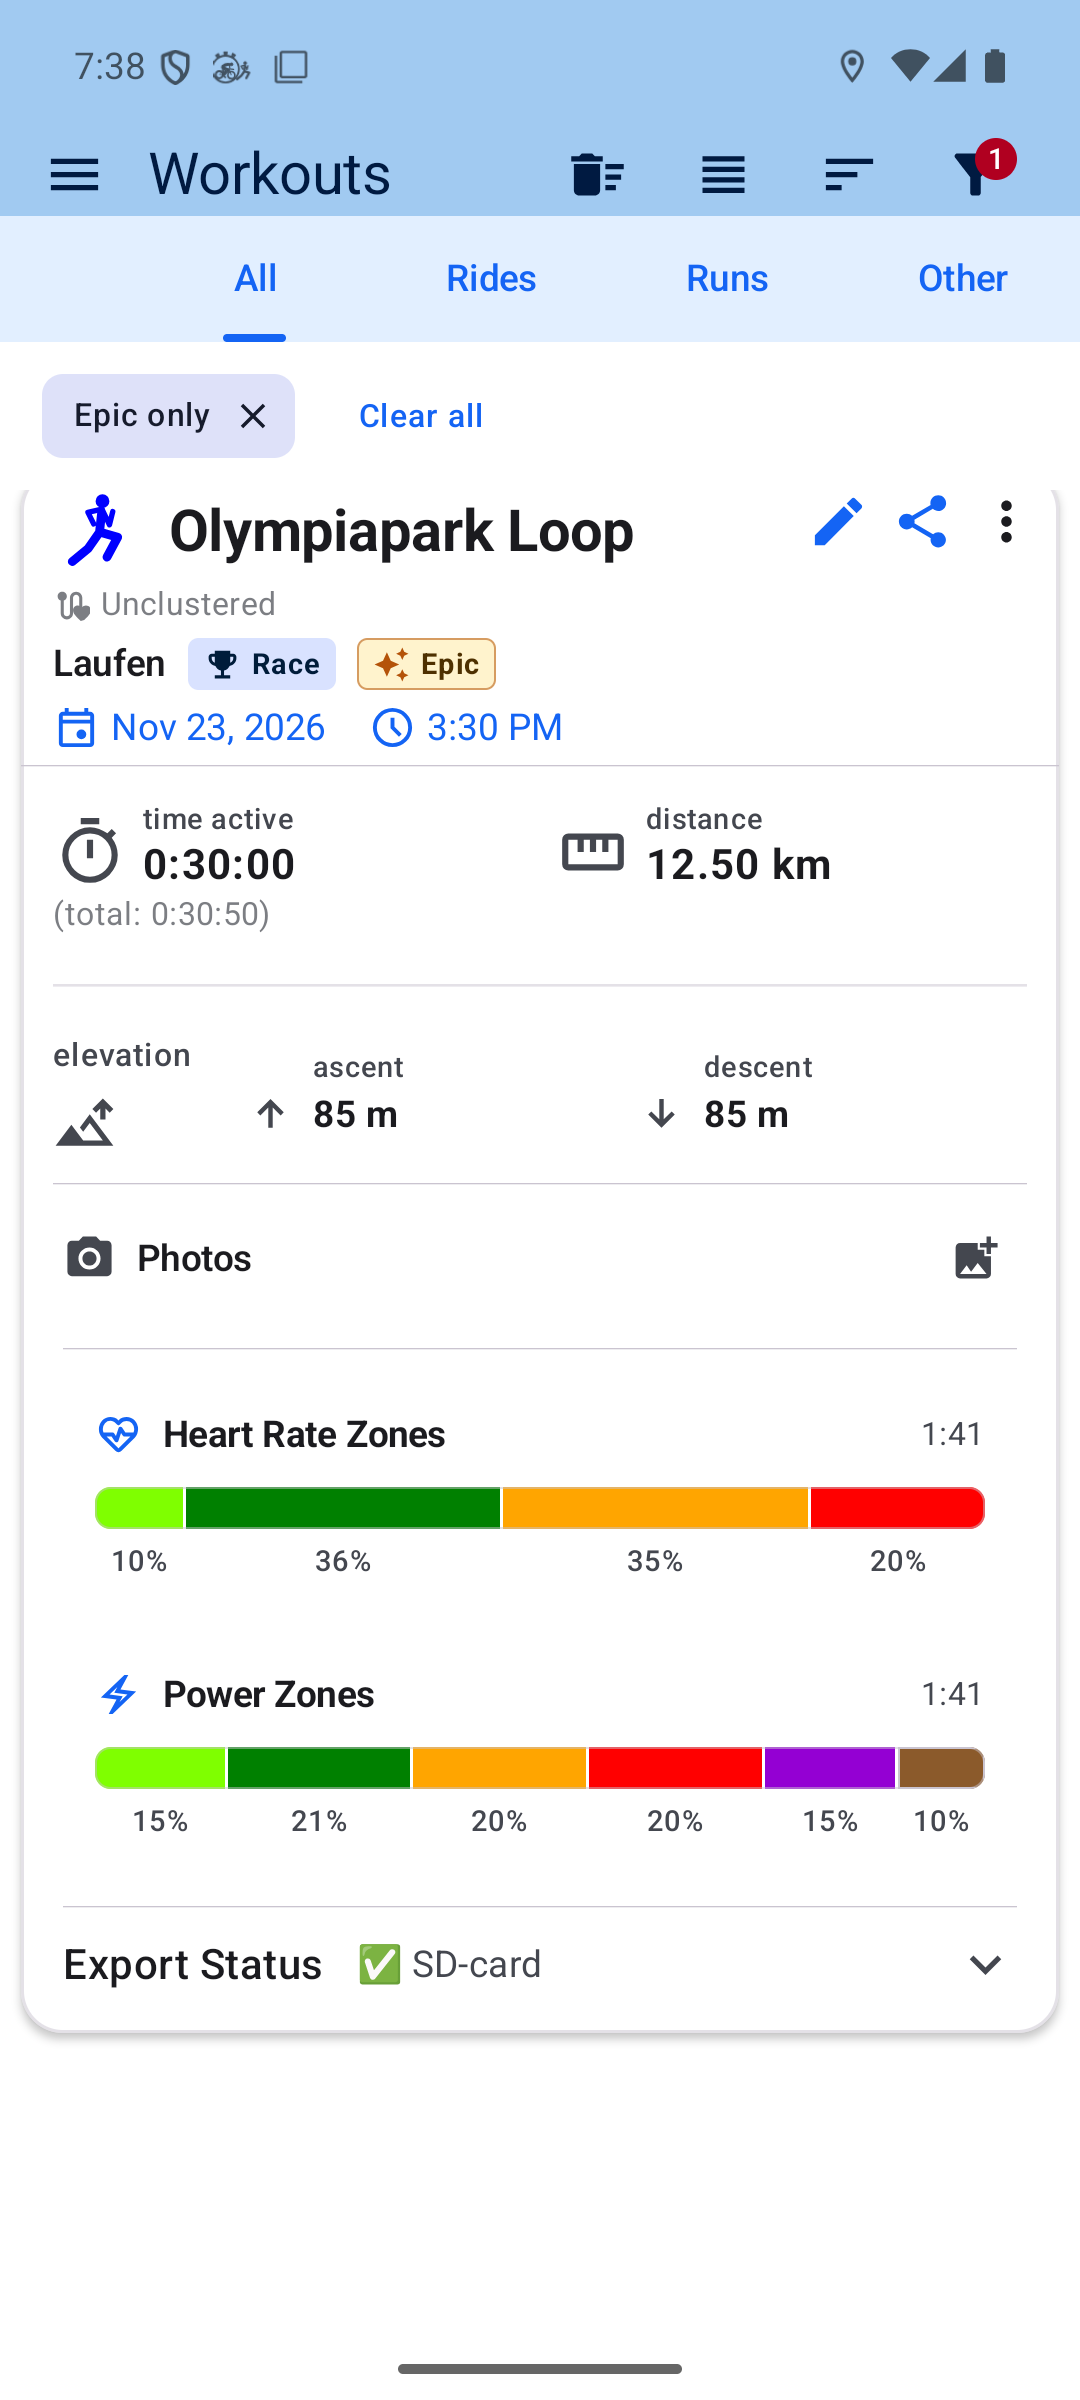 7:38
Workouts
1
All Rides Runs Other
Epic only Clear all
Olympiapark Loop
Unclustered
Laufen Race Epic
Nov 23, 2026 3:30 PM
time active distance
0:30:00 12.50 km
(total: 0:30:50)
elevation ascent descent
85 m 85 m
Photos
Heart Rate Zones 1:41
10% 36% 35% 20%
Power Zones 1:41
15% 21% 20% 20% 15% 10%
Export Status ✅ SD-card